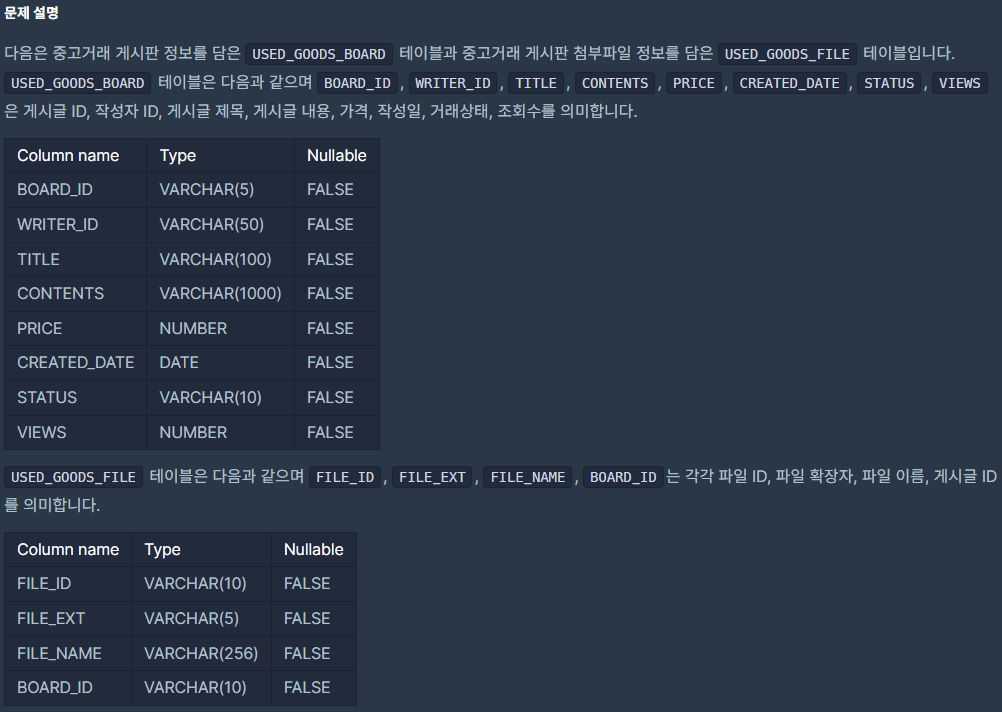 문제 설명
다음은 중고거래 게시판 정보를 담은 USED_GOODS_BOARD 테이블과 중고거래 게시판 첨부파일 정보를 담은 USED_GOODS_FILE 테이블입니다.
USED_GOODS_BOARD 테이블은 다음과 같으며 BOARD_ID, WRITER_ID, TITLE, CONTENTS, PRICE, CREATED_DATE, STATUS, VIEWS
은 게시글 ID, 작성자 ID, 게시글 제목, 게시글 내용, 가격, 작성일, 거래상태, 조회수를 의미합니다.
Column name Type Nullable
BOARD_ID VARCHAR(5) FALSE
WRITER_ID VARCHAR(50) FALSE
TITLE VARCHAR(100) FALSE
CONTENTS VARCHAR(1000) FALSE
PRICE NUMBER FALSE
CREATED_DATE DATE FALSE
STATUS VARCHAR(10) FALSE
VIEWS NUMBER FALSE
USED_GOODS_FILE 테이블은 다음과 같으며 FILE_ID, FILE_EXT, FILE_NAME, BOARD_ID 는 각각 파일 ID, 파일 확장자, 파일 이름, 게시글 ID
를 의미합니다.
Column name Type Nullable
FILE_ID VARCHAR(10) FALSE
FILE_EXT VARCHAR(5) FALSE
FILE_NAME VARCHAR(256) FALSE
BOARD_ID VARCHAR(10) FALSE